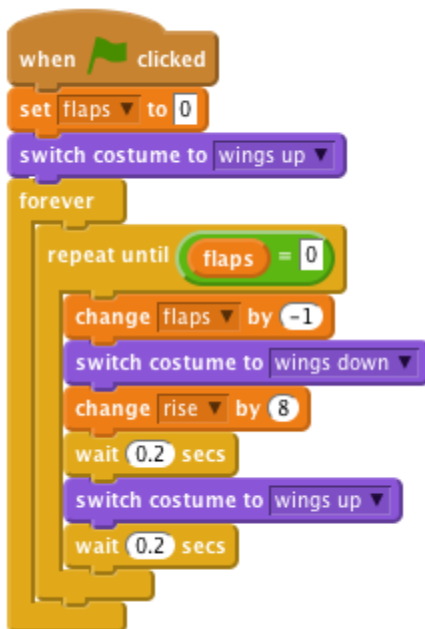 when clicked
set flaps to 0
switch costume to wings up
forever
repeat until flaps = 0
change flaps by -1
switch costume to wings down
change rise by 8
wait 0.2 secs
switch costume to wings up
wait 0.2 secs